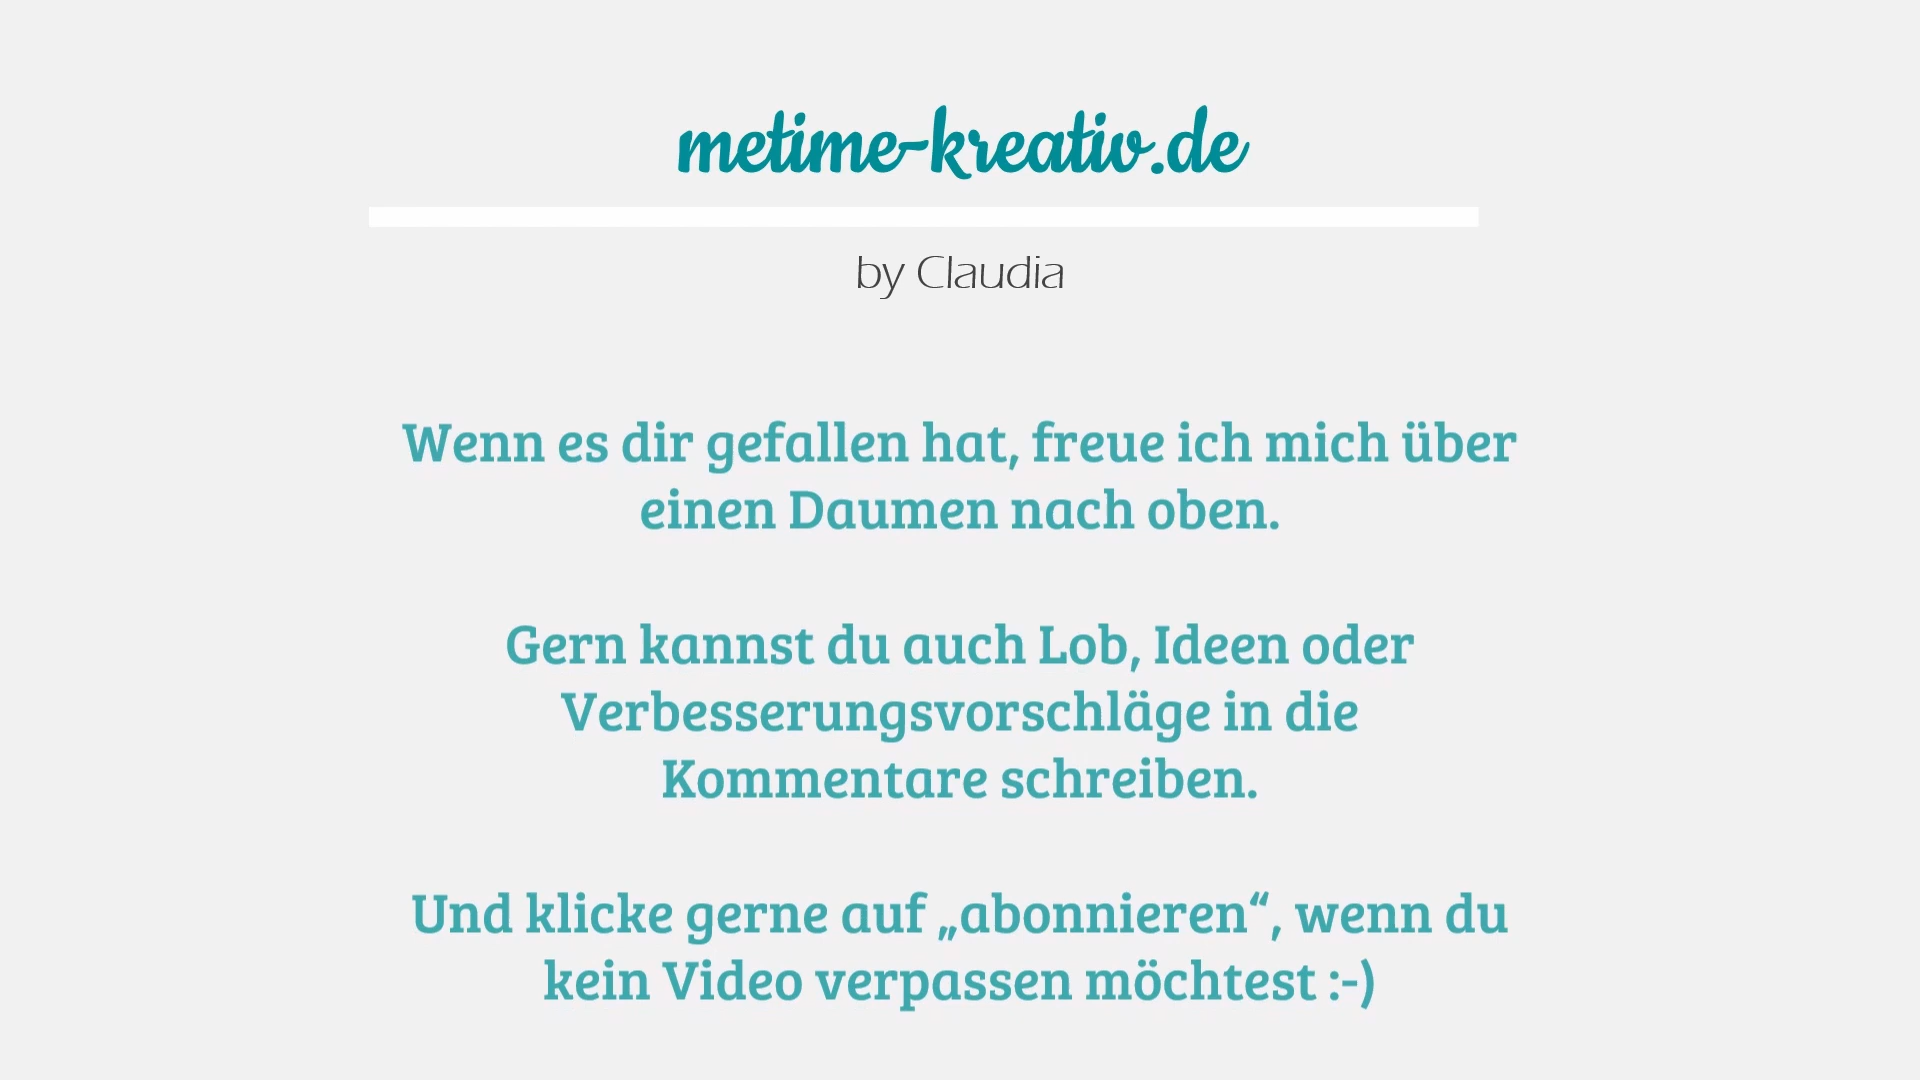 metime-kreativ.de
by Claudia
Wenn es dir gefallen hat, freue ich mich über
einen Daumen nach oben.
Gern kannst du auch Lob, Ideen oder
Verbesserungsvorschläge in die
Kommentare schreiben.
Und klicke gerne auf „abonnieren“, wenn du
kein Video verpassen möchtest :-)